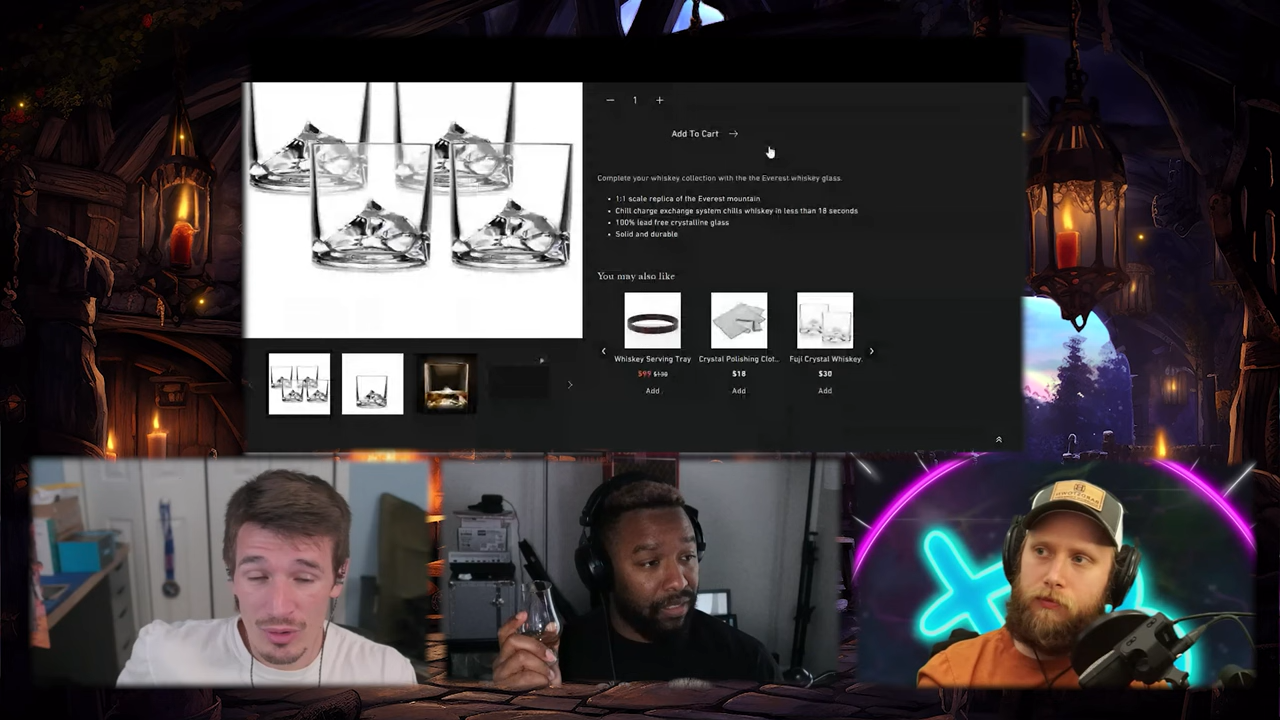 1
Add To Cart
Complete your whiskey collection with the the Everest whiskey glass.
1:1 scale replica of the Everest mountain
Chill charge exchange system chills whiskey in less than 18 seconds
100% lead free crystalline glass
Solid and durable
You may also like
Whiskey Serving Tray
Crystal Polishing Clot..
Fuji Crystal Whiskey.
$99 $130
$18
$30
Add
Add
Add